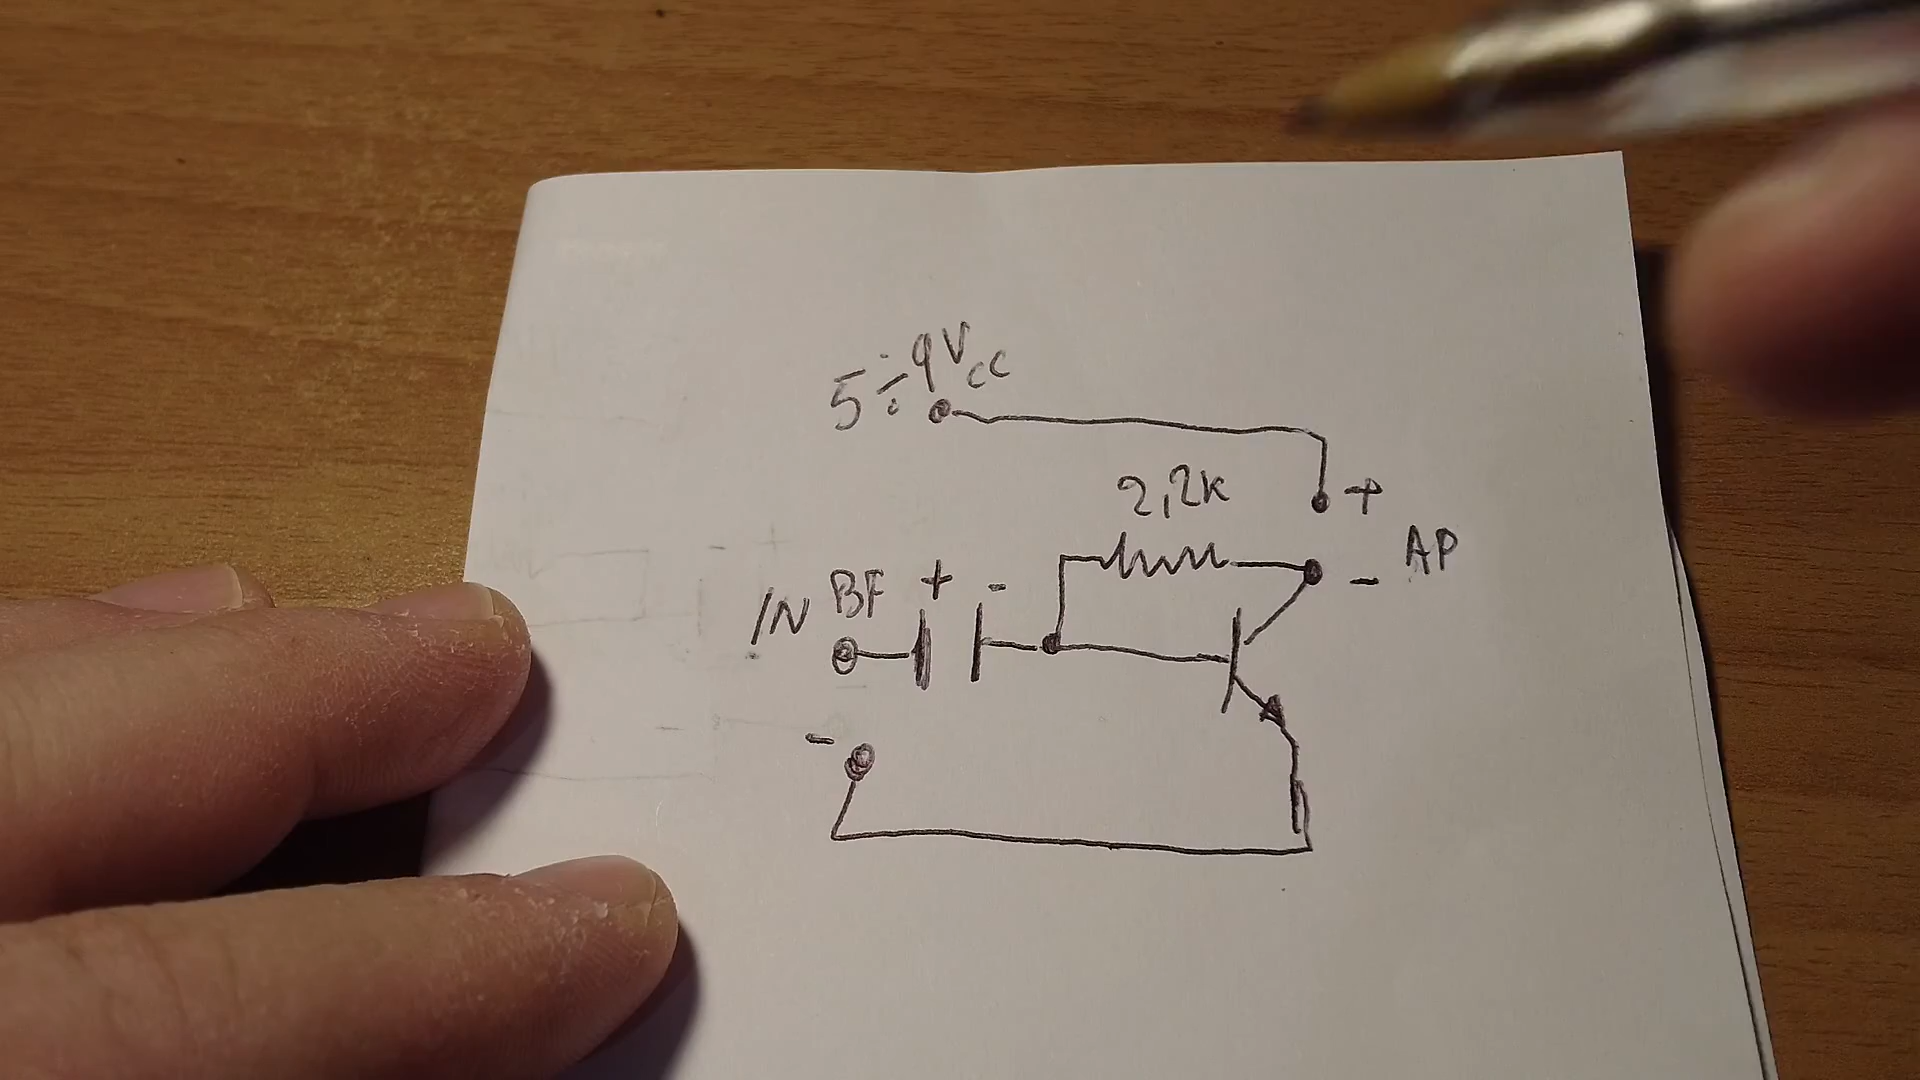 5÷9Vcc
2,2k
+
AP
-
IN BF + -
-